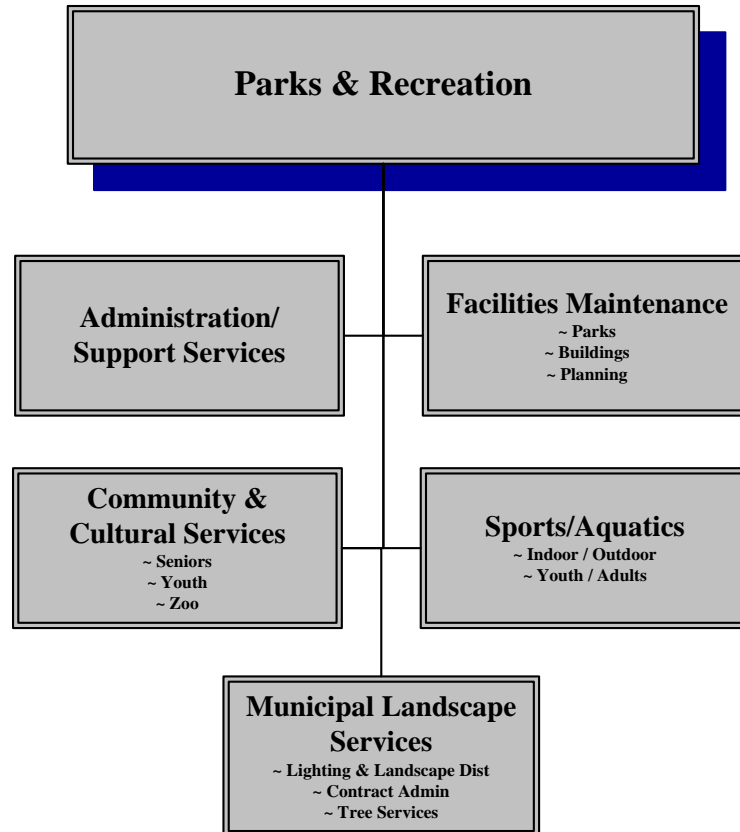 Parks & Recreation
Administration/
Support Services
Facilities Maintenance
~ Parks
~ Buildings
~ Planning
Community &
Cultural Services
~ Seniors
~ Youth
~ Zoo
Sports/Aquatics
~ Indoor / Outdoor
~ Youth / Adults
Municipal Landscape
Services
~ Lighting & Landscape Dist
~ Contract Admin
~ Tree Services